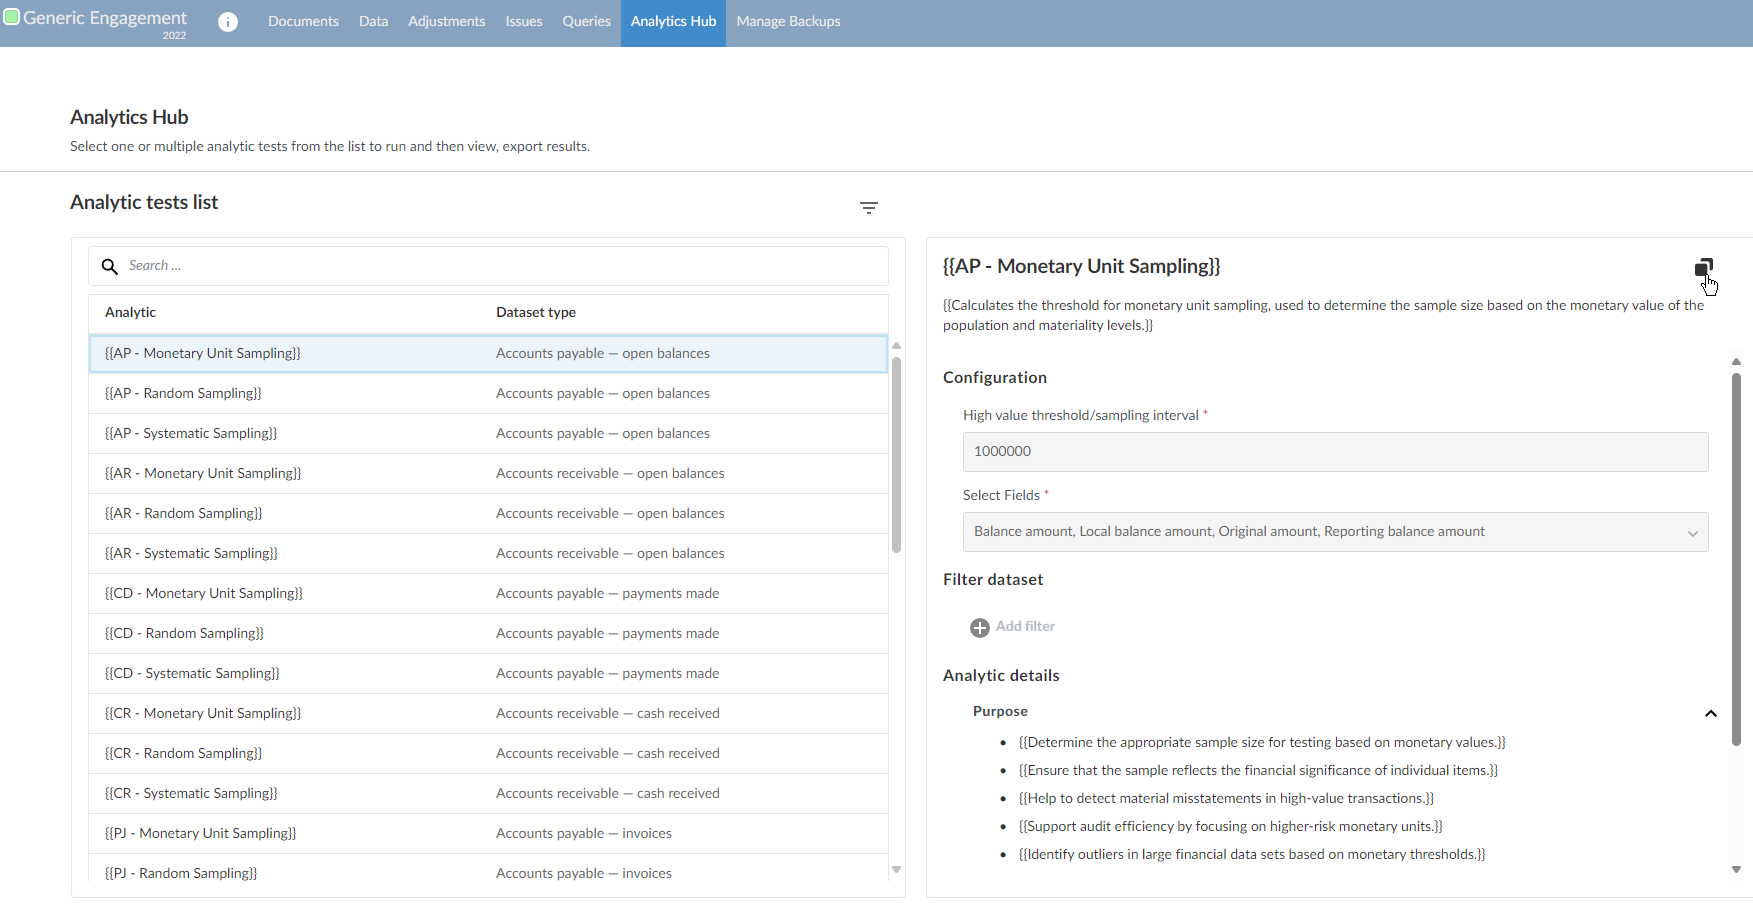 Generic Engagement
2022
i
Documents Data Adjustments Issues Queries Analytics Hub Manage Backups
Analytics Hub
Select one or multiple analytic tests from the list to run and then view, export results.
Analytic tests list
Search ...
Analytic Dataset type
{{AP - Monetary Unit Sampling}} Accounts payable — open balances
{{AP - Random Sampling}} Accounts payable — open balances
{{AP - Systematic Sampling}} Accounts payable — open balances
{{AR - Monetary Unit Sampling}} Accounts receivable — open balances
{{AR - Random Sampling}} Accounts receivable — open balances
{{AR - Systematic Sampling}} Accounts receivable — open balances
{{CD - Monetary Unit Sampling}} Accounts payable — payments made
{{CD - Random Sampling}} Accounts payable — payments made
{{CD - Systematic Sampling}} Accounts payable — payments made
{{CR - Monetary Unit Sampling}} Accounts receivable — cash received
{{CR - Random Sampling}} Accounts receivable — cash received
{{CR - Systematic Sampling}} Accounts receivable — cash received
{{PJ - Monetary Unit Sampling}} Accounts payable — invoices
{{PJ - Random Sampling}} Accounts payable — invoices
{{AP - Monetary Unit Sampling}}
{{Calculates the threshold for monetary unit sampling, used to determine the sample size based on the monetary value of the
population and materiality levels.}}
Configuration
High value threshold/sampling interval *
1000000
Select Fields *
Balance amount, Local balance amount, Original amount, Reporting balance amount
Filter dataset
Add filter
Analytic details
Purpose
• {{Determine the appropriate sample size for testing based on monetary values.}}
• {{Ensure that the sample reflects the financial significance of individual items.}}
• {{Help to detect material misstatements in high-value transactions.}}
• {{Support audit efficiency by focusing on higher-risk monetary units.}}
• {{Identify outliers in large financial data sets based on monetary thresholds.}}